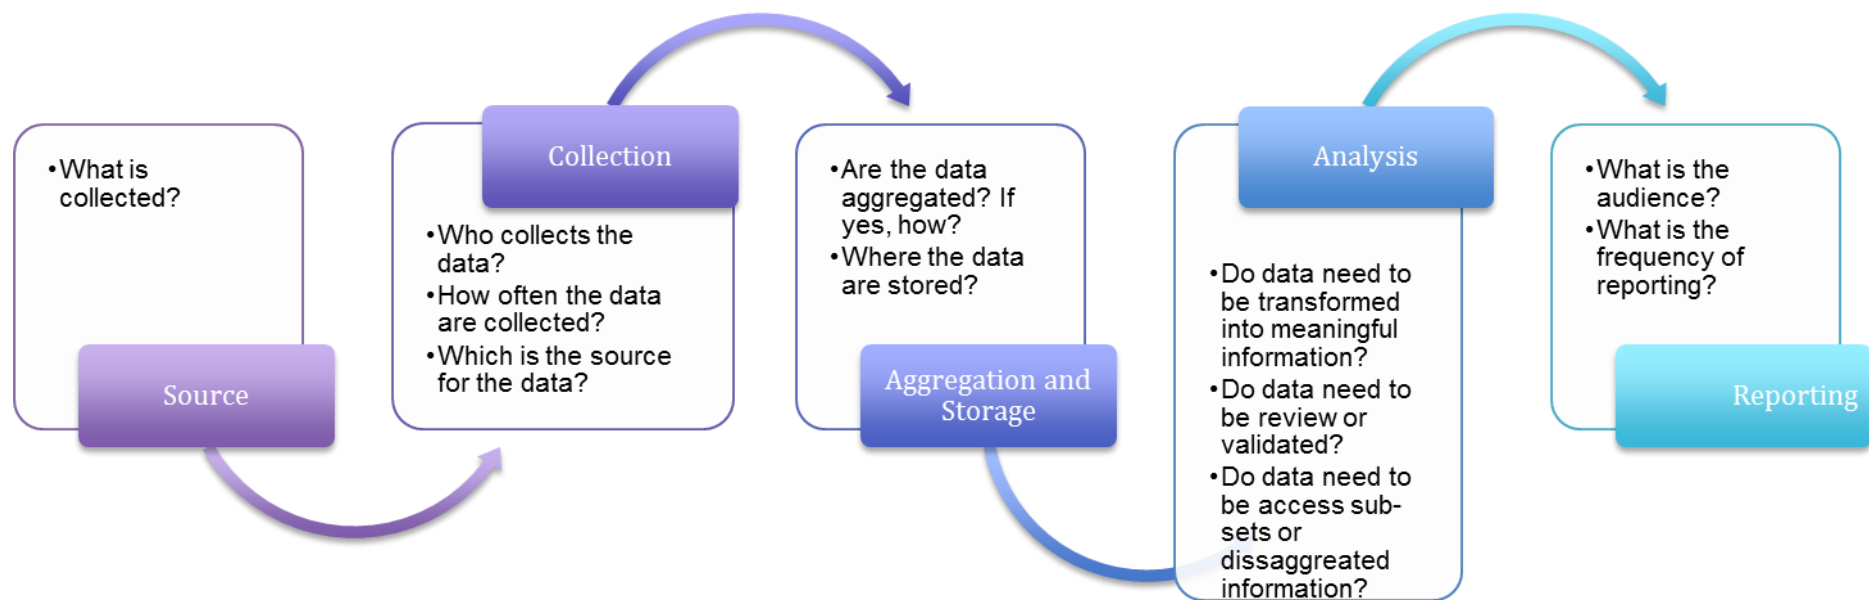 •What is
collected?
Source
Collection
•Who collects the
data?
•How often the data
are collected?
•Which is the source
for the data?
•Are the data
aggregated? If
yes, how?
•Where the data
are stored?
Aggregation and
Storage
Analysis
•Do data need to
be transformed
into meaningful
information?
•Do data need to
be review or
validated?
•Do data need to
be access sub-
sets or
dissaggreated
information?
•What is the
audience?
•What is the
frequency of
reporting?
Reporting